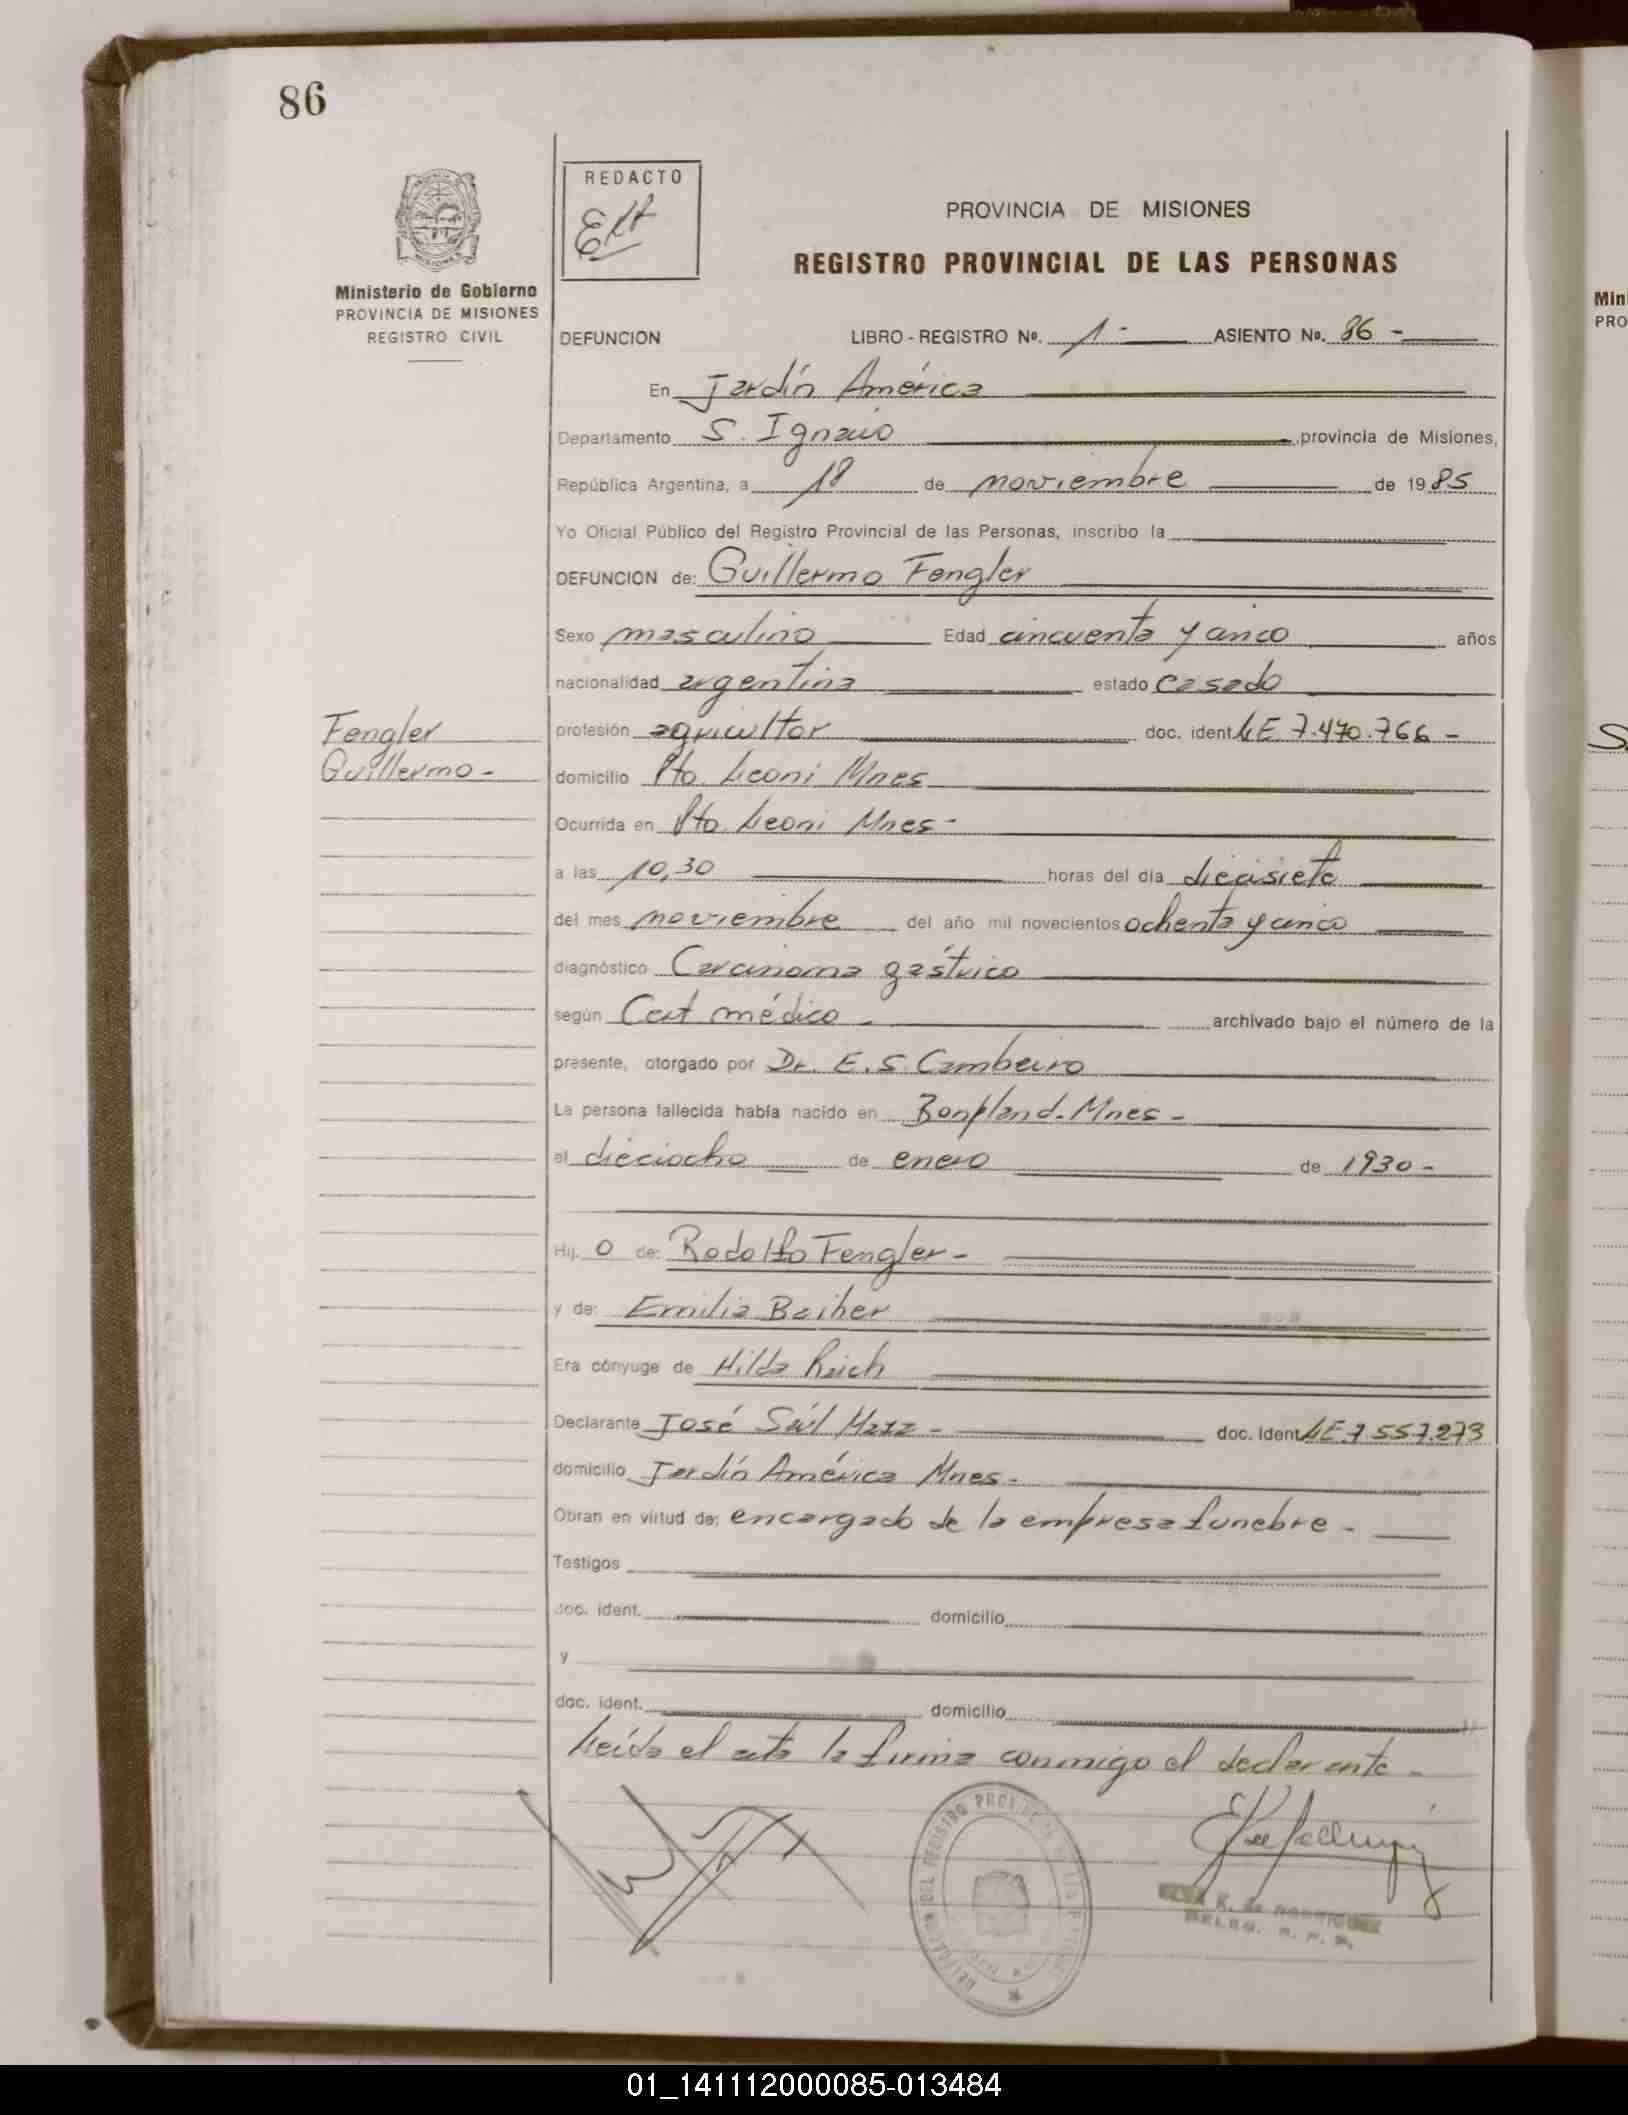 86
REDACTO
PROVINCIA DE MISIONES
REGISTRO PROVINCIAL DE LAS PERSONAS
Ministerio de Gobierno
PROVINCIA DE MISIONES
REGISTRO CIVIL
DEFUNCION LIBRO - REGISTRO Nº. 1 - ASIENTO Nº. 86 -
En Jardín América
Departamento S. Ignacio provincia de Misiones,
República Argentina, a 18 de noviembre de 1985
Yo Oficial Público del Registro Provincial de las Personas, inscribo la
DEFUNCION de: Guillermo Fengler
Sexo masculino Edad cincuenta y cinco años
nacionalidad argentina estado casado
Fengler
Guillermo -
profesión agricultor doc. ident LE 7.470.766 -
domicilio Pto. Leoni Mnes
Ocurrida en Pto. Leoni Mnes -
a las 10,30 horas del día diecisiete
del mes noviembre del año mil novecientos ochenta y cinco
diagnóstico Carcinoma gástrico
según Cert médico - archivado bajo el número de la
presente, otorgado por Dr. E. S. Cambeiro
La persona fallecida había nacido en Bonpland - Mnes -
el dieciocho de enero de 1930 -
Hij o de: Rodolfo Fengler -
y de: Emilia Beiher
Era cónyuge de Hilda Reich
Declarante José Saúl - doc. Ident LE 7557.273
domicilio Jardín América Mnes -
Obran en virtud de: encargado de la empresa funebre -
Testigos
doc. ident. domicilio
y
doc. ident. domicilio
Leída el acta la firma conmigo el declarante -
Min
PRO
01_141112000085-013484